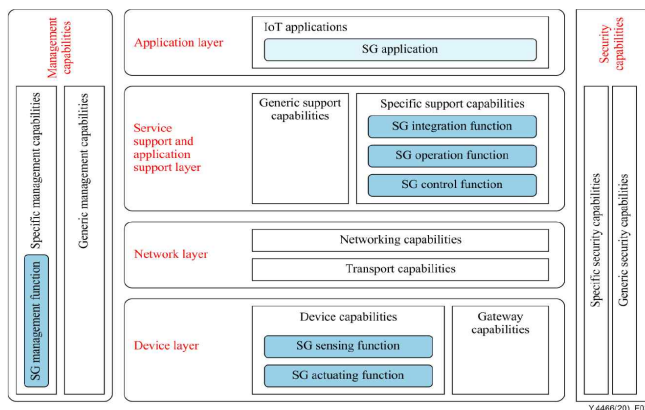 Management
capabilities
Specific management capabilities
SG management function
Generic management capabilities
Application layer
IoT applications
SG application
Service
support and
application
support layer
Generic support
capabilities
Specific support capabilities
SG integration function
SG operation function
SG control function
Network layer
Networking capabilities
Transport capabilities
Device layer
Device capabilities
SG sensing function
SG actuating function
Gateway
capabilities
Security
capabilities
Specific security capabilities
Generic security capabilities